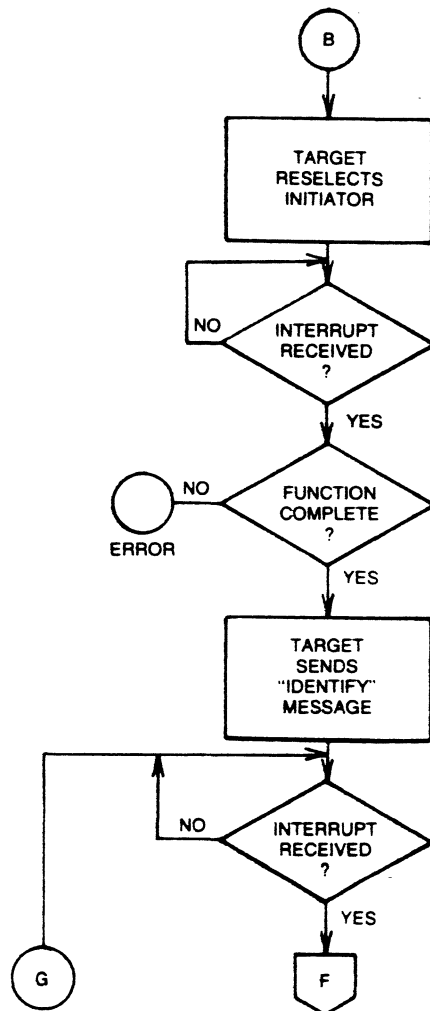 B
TARGET
RESELECTS
INITIATOR
NO
INTERRUPT
RECEIVED
?
YES
NO
FUNCTION
COMPLETE
?
ERROR
YES
TARGET
SENDS
"IDENTIFY"
MESSAGE
NO
INTERRUPT
RECEIVED
?
YES
G
F